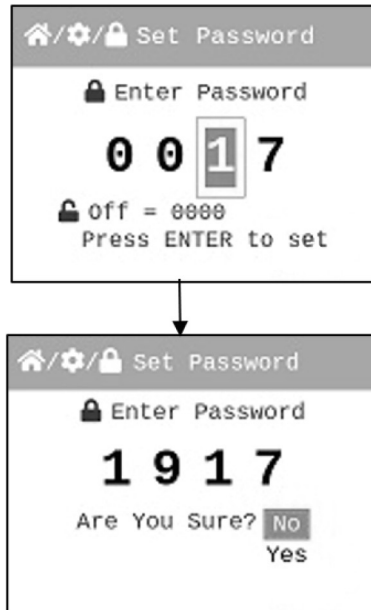 / / Set Password
Enter Password
0 0 1 7
Off = 0000
Press ENTER to set
/ / Set Password
Enter Password
1 9 1 7
Are You Sure? No
Yes